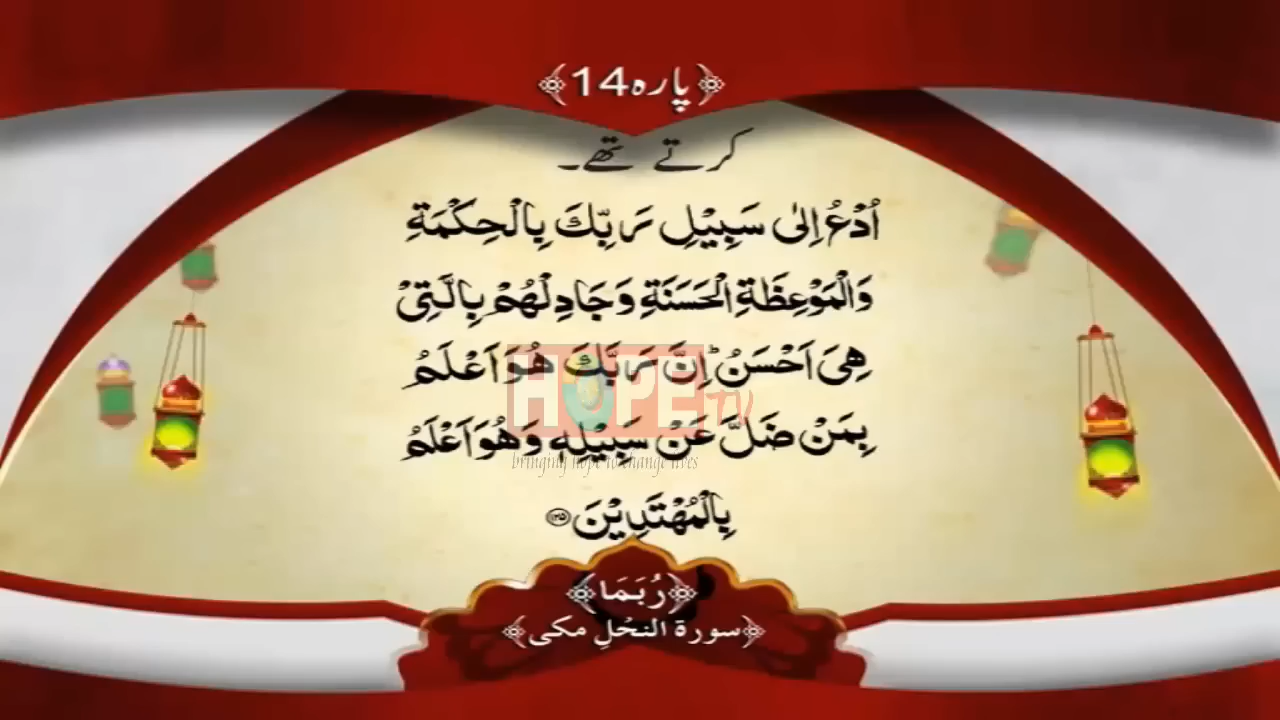 پارہ 14
کرتے تھے۔
اُدْعُ اِلٰى سَبِيْلِ رَبِّكَ بِالْحِكْمَةِ
وَالْمَوْعِظَةِ الْحَسَنَةِ وَجَادِلْهُمْ بِالَّتِيْ
هِيَ اَحْسَنُ ؕ اِنَّ رَبَّكَ هُوَ اَعْلَمُ
HOPE TV
بِمَنْ ضَلَّ عَنْ سَبِيْلِهٖ وَهُوَ اَعْلَمُ
bringing hope to change lives
بِالْمُهْتَدِيْنَ ۝۱۲۵
رُبَمَا
سورة النحلِ مکی